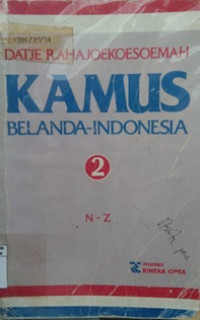 DATJE RAHAJOEKOESOEMAH
KAMUS
BELANDA-INDONESIA
2
N-Z
PENERBIT
RINEKA CIPTA